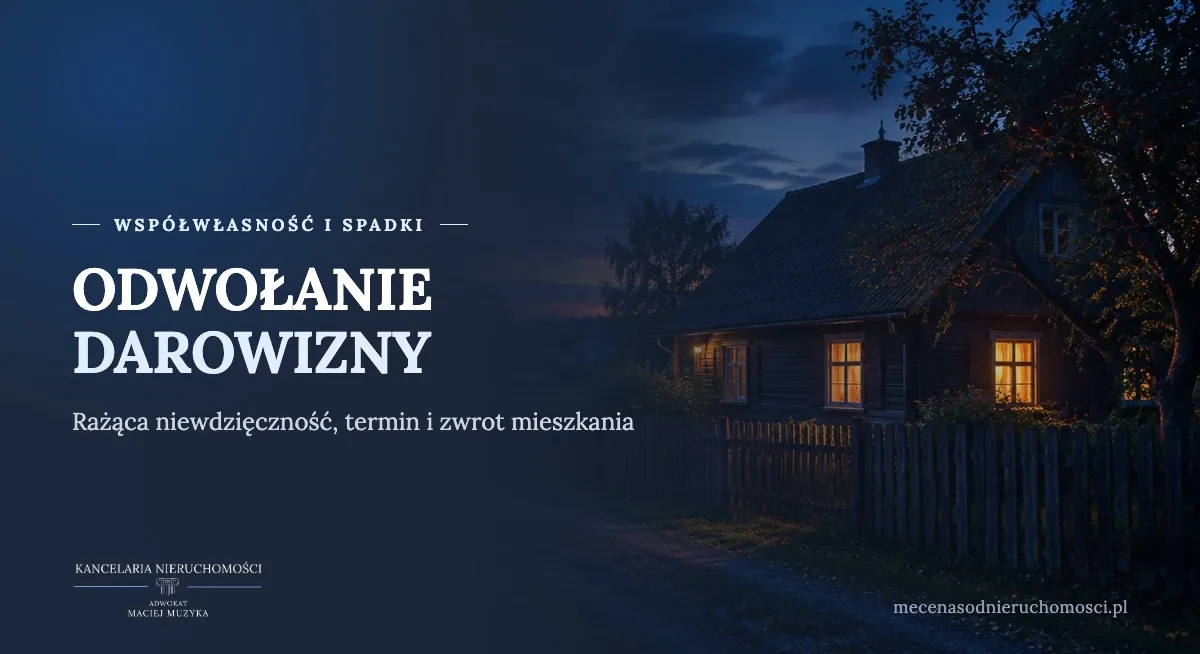 WSPÓŁWŁASNOŚĆ I SPADKI
ODWOŁANIE
DAROWIZNY
Rażąca niewdzięczność, termin i zwrot mieszkania
KANCELARIA NIERUCHOMOŚCI
ADWOKAT
MACIEJ MUZYKA
mecenasodnieruchomosci.pl